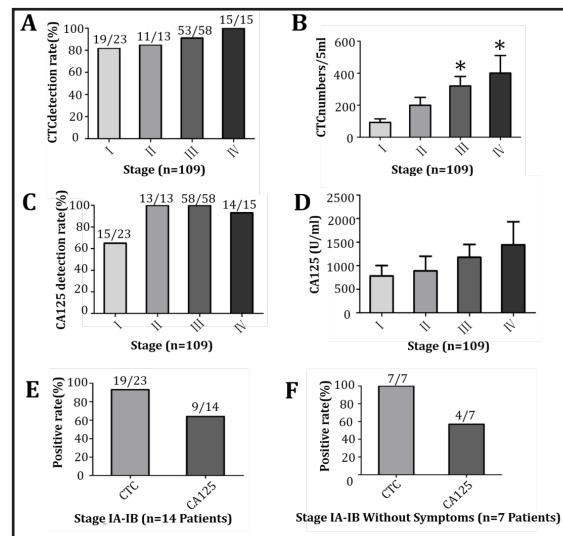 A
CTCdetection rate(%)
100
80
60
40
20
0
19/23
11/13
53/58
15/15
I
II
III
IV
Stage (n=109)
B
CTCnumbers/5ml
600
400
200
0
*
*
I
II
III
IV
Stage (n=109)
C
CA125 detection rate(%)
100
80
60
40
20
0
15/23
13/13
58/58
14/15
I
II
III
IV
Stage (n=109)
D
CA125 (U/ml)
2500
2000
1500
1000
500
0
I
II
III
IV
Stage (n=109)
E
Positive rate(%)
100
80
60
40
20
0
19/23
9/14
CTC
CA125
Stage IA-IB (n=14 Patients)
F
Positive rate(%)
100
80
60
40
20
0
7/7
4/7
CTC
CA125
Stage IA-IB Without Symptoms (n=7 Patients)